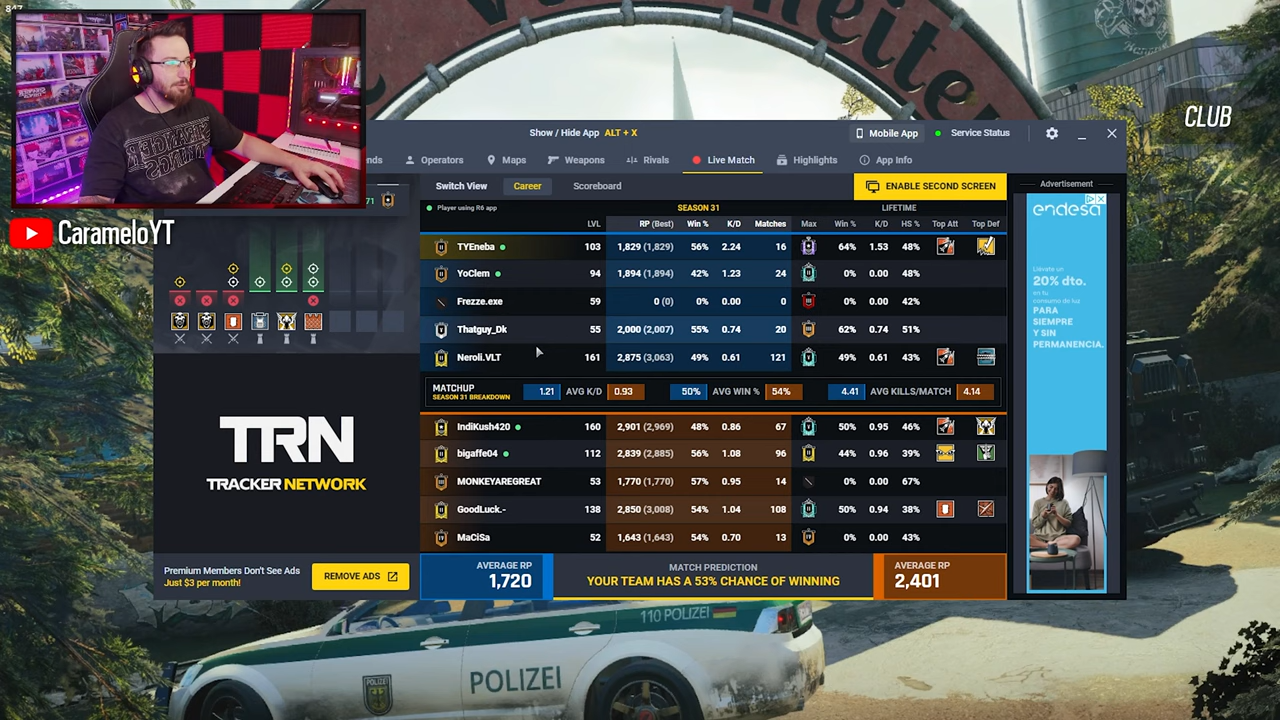 CLUB
Show / Hide App ALT + X
Mobile App
Service Status
Operators
Maps
Weapons
Rivals
Live Match
Highlights
App Info
Switch View
Career
Scoreboard
ENABLE SECOND SCREEN
Advertisement
Player using R6 app
SEASON 31
LIFETIME
LVL RP (Best) Win % K/D Matches Max Win % K/D HS % Top Att Top Def
TYEneba 103 1,829 (1,829) 56% 2.24 16 64% 1.53 48%
YoClem 94 1,894 (1,894) 42% 1.23 24 0% 0.00 48%
Frezze.exe 59 0 (0) 0% 0.00 0 0% 0.00 42%
Thatguy_Dk 55 2,000 (2,007) 55% 0.74 20 62% 0.74 51%
Neroli.VLT 161 2,875 (3,063) 49% 0.61 121 49% 0.61 43%
MATCHUP
SEASON 31 BREAKDOWN
1.21 AVG K/D 0.93 50% AVG WIN % 54% 4.41 AVG KILLS/MATCH 4.14
IndiKush420 160 2,901 (2,969) 48% 0.86 67 50% 0.95 46%
bigaffe04 112 2,839 (2,885) 56% 1.08 96 44% 0.96 39%
MONKEYAREGREAT 53 1,770 (1,770) 57% 0.95 14 0% 0.00 67%
GoodLuck.- 138 2,850 (3,008) 54% 1.04 108 50% 0.94 38%
MaCiSa 52 1,643 (1,643) 54% 0.70 13 0% 0.00 43%
AVERAGE RP
1,720
MATCH PREDICTION
YOUR TEAM HAS A 53% CHANCE OF WINNING
AVERAGE RP
2,401
CarameloYT
TRN
TRACKER NETWORK
Premium Members Don't See Ads
Just $3 per month!
REMOVE ADS
endesa
Llévate un
20% dto.
PARA
SIEMPRE
Y SIN
PERMANENCIA.
110 POLIZEI
POLIZEI